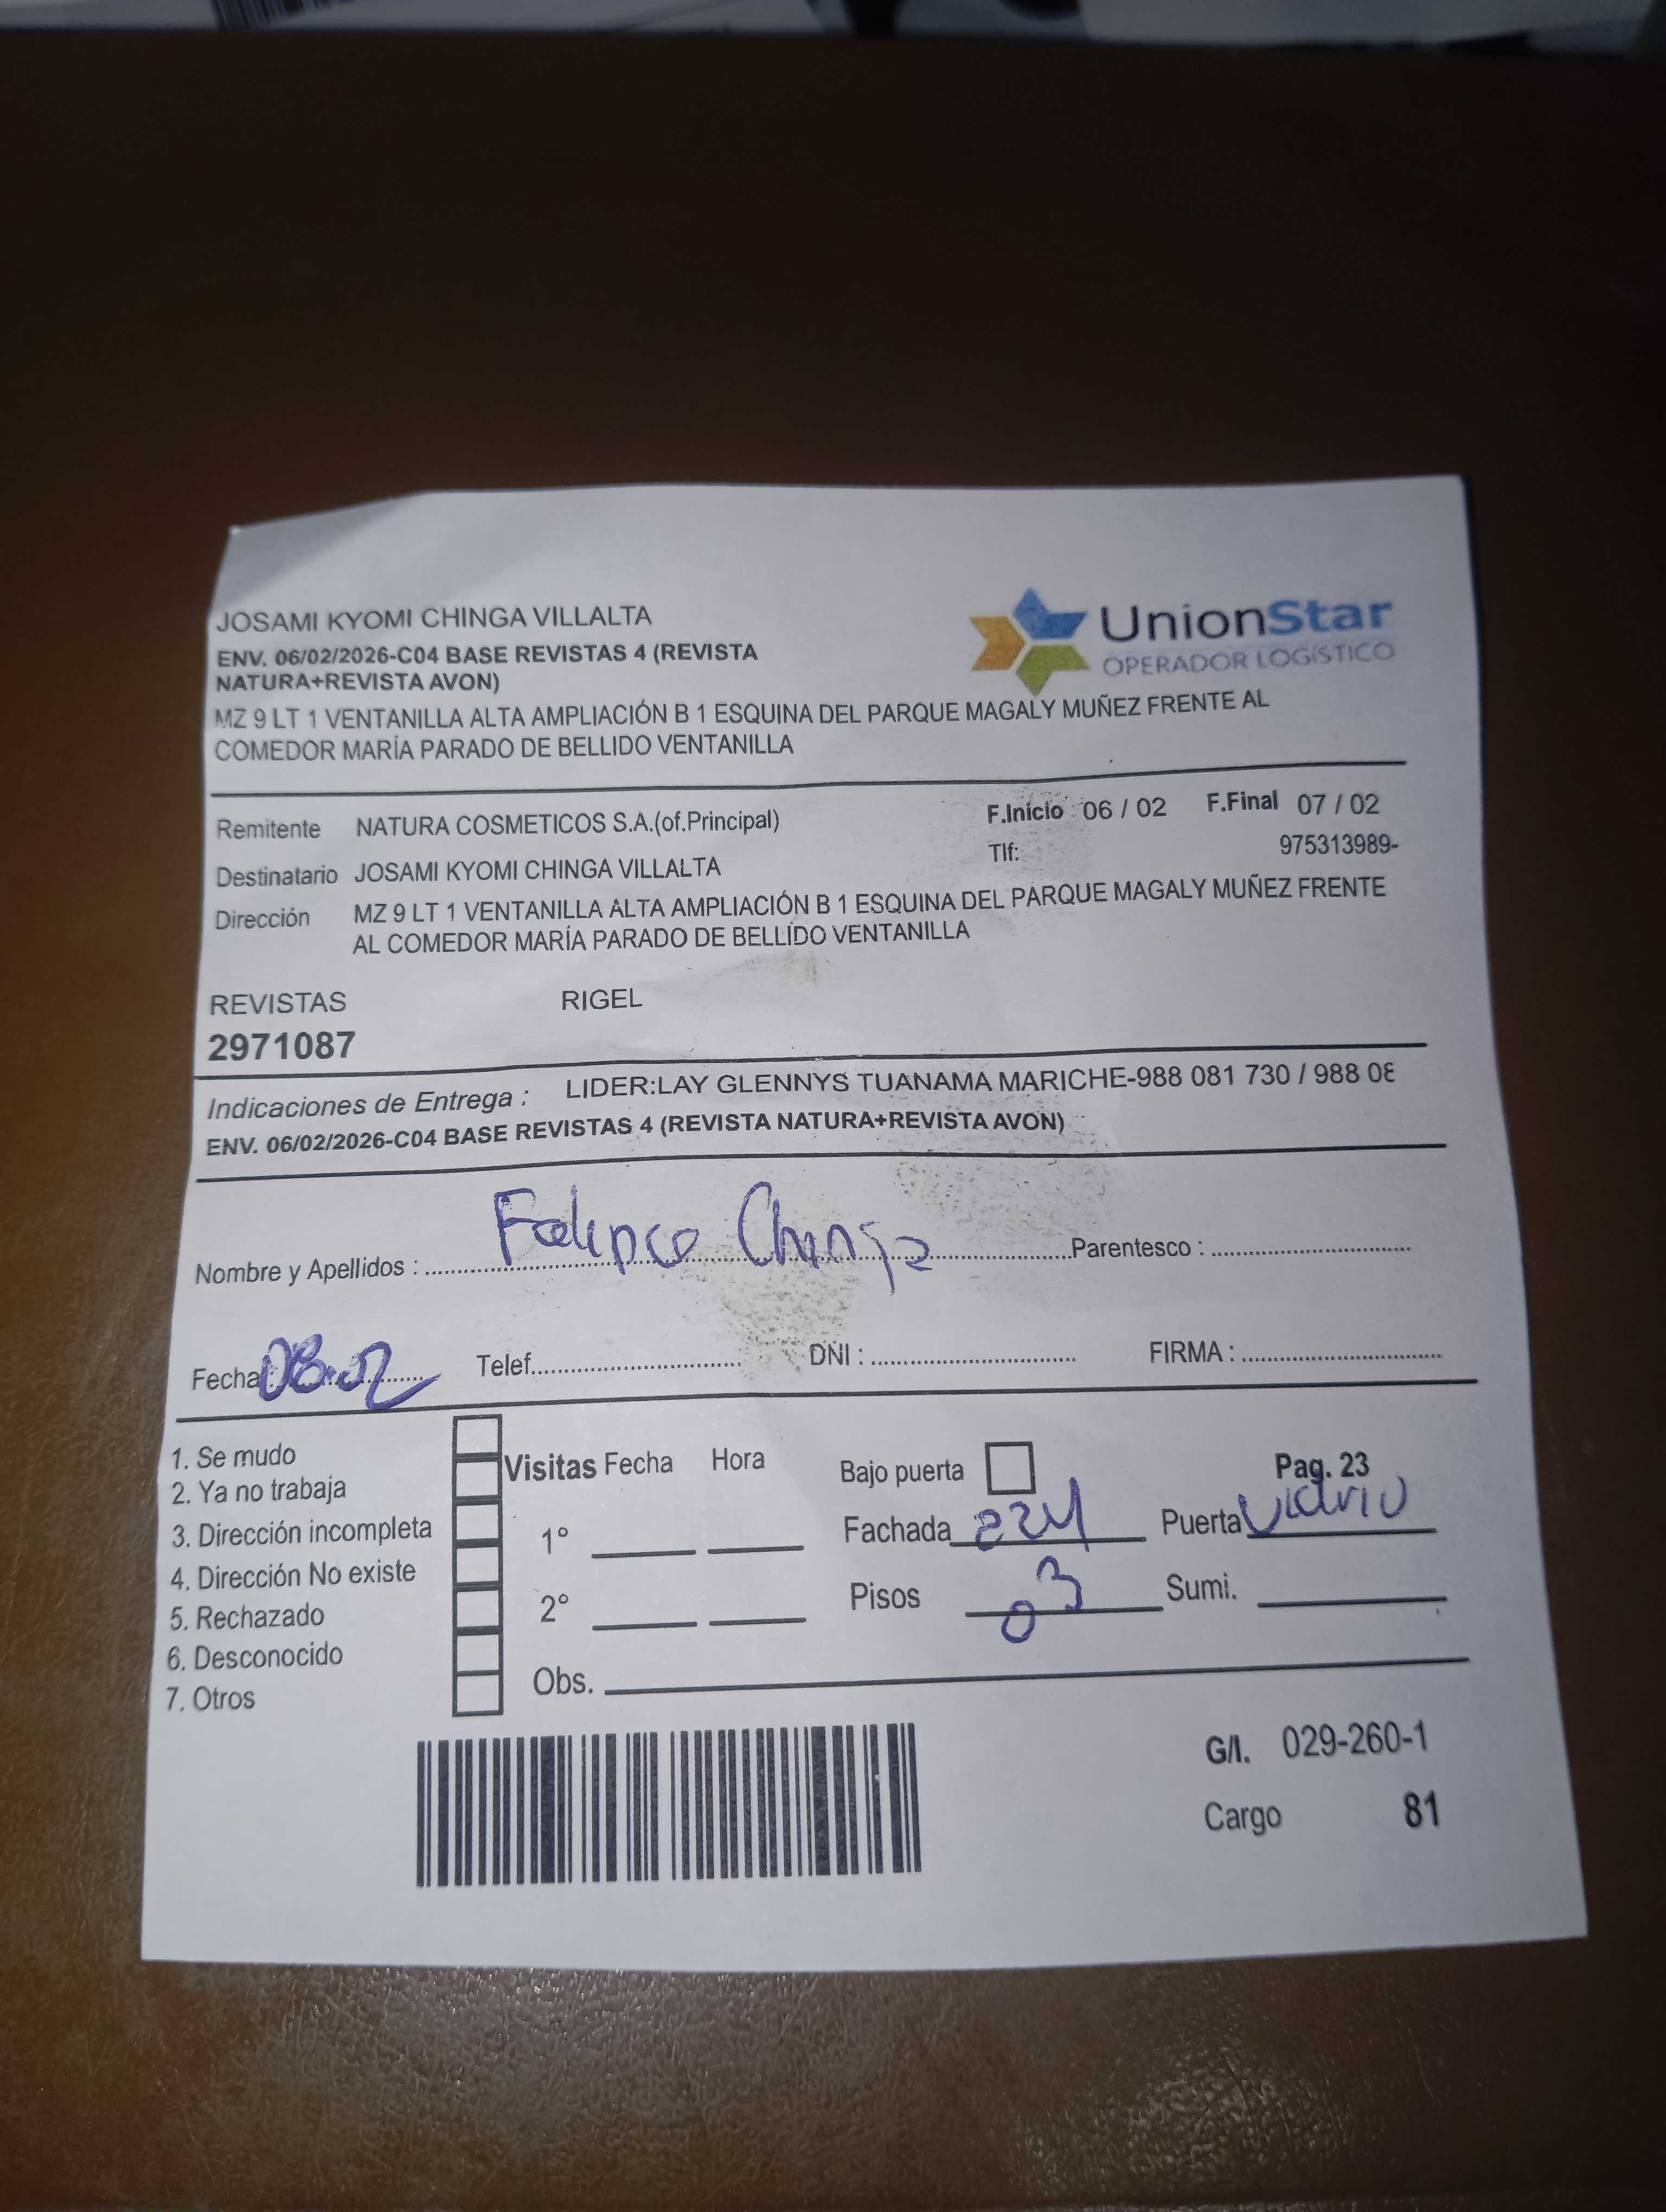 JOSAMI KYOMI CHINGA VILLALTA
ENV. 06/02/2026-C04 BASE REVISTAS 4 (REVISTA
NATURA+REVISTA AVON)
UnionStar
OPERADOR LOGÍSTICO
MZ 9 LT 1 VENTANILLA ALTA AMPLIACIÓN B 1 ESQUINA DEL PARQUE MAGALY MUÑEZ FRENTE AL
COMEDOR MARÍA PARADO DE BELLIDO VENTANILLA
Remitente NATURA COSMETICOS S.A.(of.Principal) F.Inicio 06 / 02 F.Final 07 / 02
Tlf: 975313989-
Destinatario JOSAMI KYOMI CHINGA VILLALTA
Dirección MZ 9 LT 1 VENTANILLA ALTA AMPLIACIÓN B 1 ESQUINA DEL PARQUE MAGALY MUÑEZ FRENTE
AL COMEDOR MARÍA PARADO DE BELLIDO VENTANILLA
REVISTAS RIGEL
2971087
Indicaciones de Entrega : LIDER:LAY GLENNYS TUANAMA MARICHE-988 081 730 / 988 08
ENV. 06/02/2026-C04 BASE REVISTAS 4 (REVISTA NATURA+REVISTA AVON)
Nombre y Apellidos : Chinga Parentesco :
Fecha: 08.02 Telef. DNI : FIRMA :
1. Se mudo
2. Ya no trabaja
3. Dirección incompleta
4. Dirección No existe
5. Rechazado
6. Desconocido
7. Otros
Visitas Fecha Hora
1°
2°
Obs.
Bajo puerta Pag. 23
Fachada Puerta Vidrio
Pisos 03 Sumi.
G/I. 029-260-1
Cargo 81